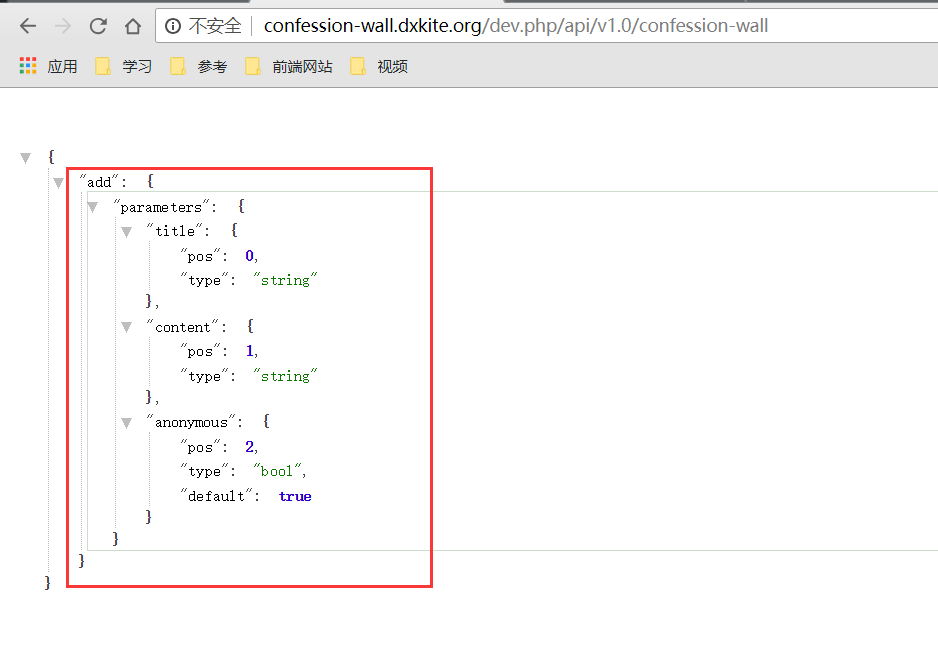 不安全 confession-wall.dxkite.org/dev.php/api/v1.0/confession-wall
应用 学习 参考 前端网站 视频
{
"add": {
"parameters": {
"title": {
"pos": 0,
"type": "string"
},
"content": {
"pos": 1,
"type": "string"
},
"anonymous": {
"pos": 2,
"type": "bool",
"default": true
}
}
}
}